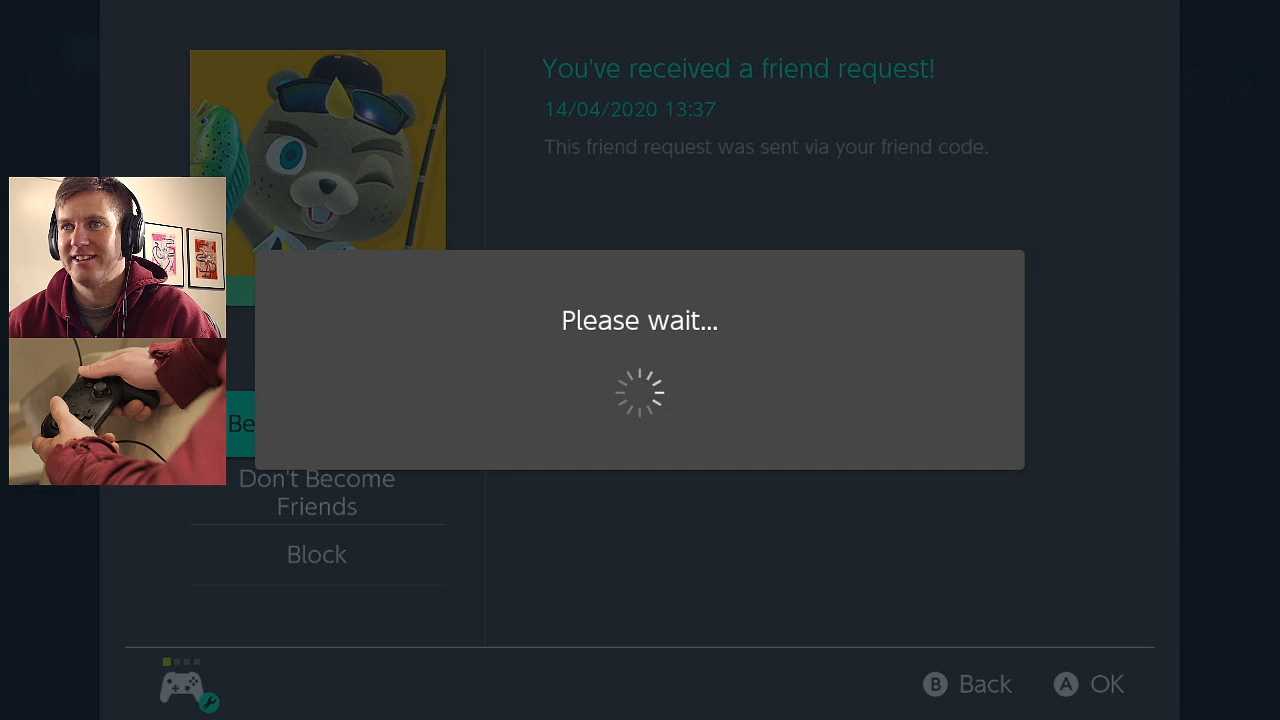 You've received a friend request!
14/04/2020 13:37
This friend request was sent via your friend code.
Please wait...
Be
Don't Become
Friends
Block
B Back
A OK